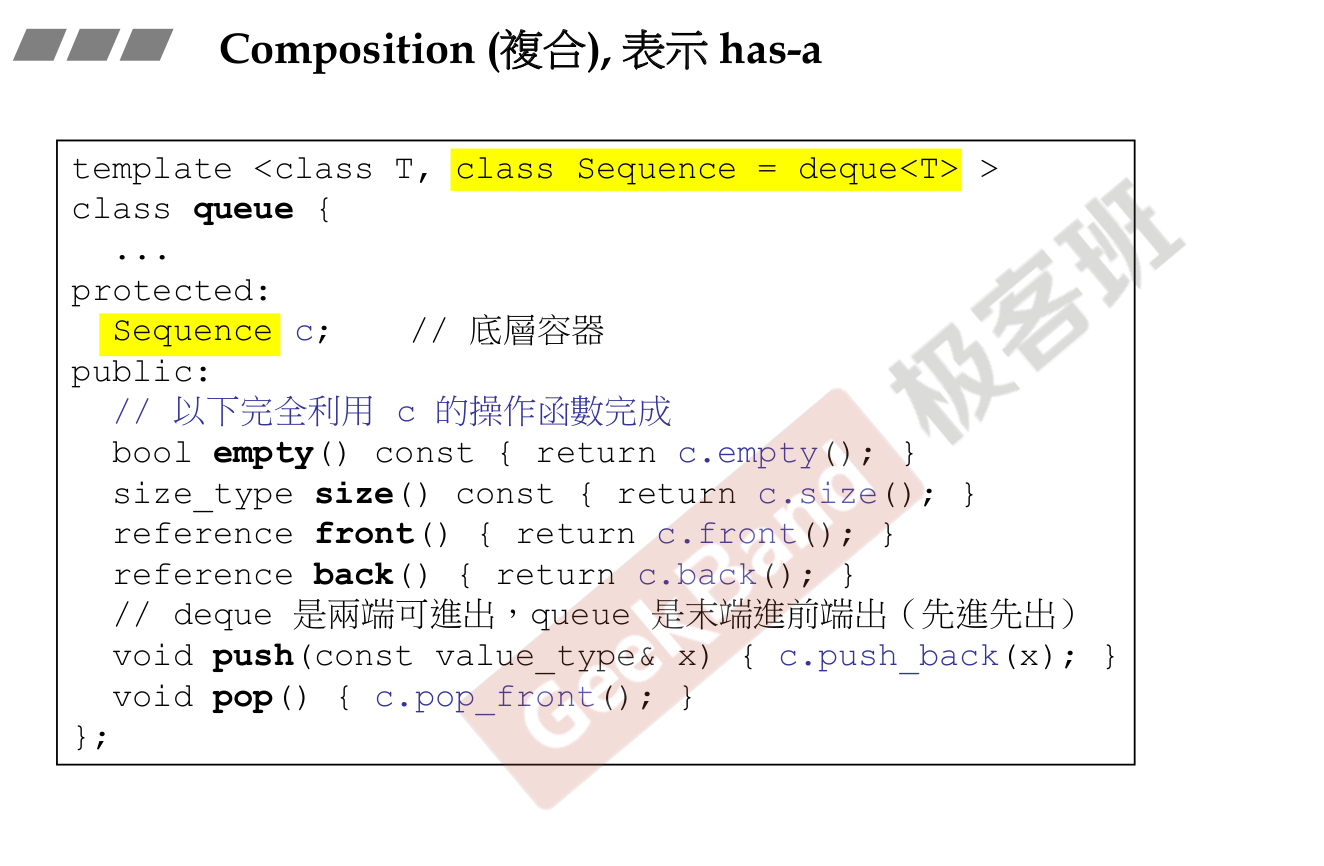 Composition (複合), 表示 has-a
template <class T, class Sequence = deque<T> >
class queue {
  ...
protected:
  Sequence c;    // 底層容器
public:
  // 以下完全利用 c 的操作函數完成
  bool empty() const { return c.empty(); }
  size_type size() const { return c.size(); }
  reference front() { return c.front(); }
  reference back() { return c.back(); }
  // deque 是兩端可進出，queue 是末端進前端出（先進先出）
  void push(const value_type& x) { c.push_back(x); }
  void pop() { c.pop_front(); }
};
GeekBand 极客班